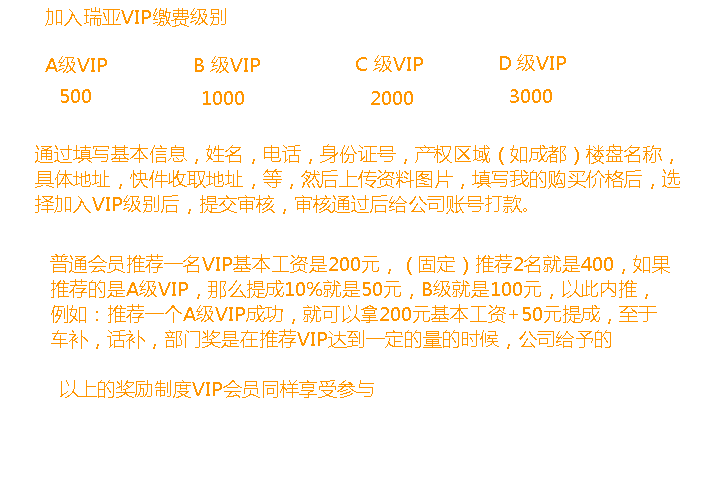 加入瑞亚VIP缴费级别
A级VIP B 级VIP C 级VIP D 级VIP
500 1000 2000 3000
通过填写基本信息，姓名，电话，身份证号，产权区域（如成都）楼盘名称，
具体地址，快件收取地址，等，然后上传资料图片，填写我的购买价格后，选
择加入VIP级别后，提交审核，审核通过后给公司账号打款。
普通会员推荐一名VIP基本工资是200元，（固定）推荐2名就是400，如果
推荐的是A级VIP，那么提成10%就是50元，B级就是100元，以此内推，
例如：推荐一个A级VIP成功，就可以拿200元基本工资+50元提成，至于
车补，话补，部门奖是在推荐VIP达到一定的量的时候，公司给予的
以上的奖励制度VIP会员同样享受参与